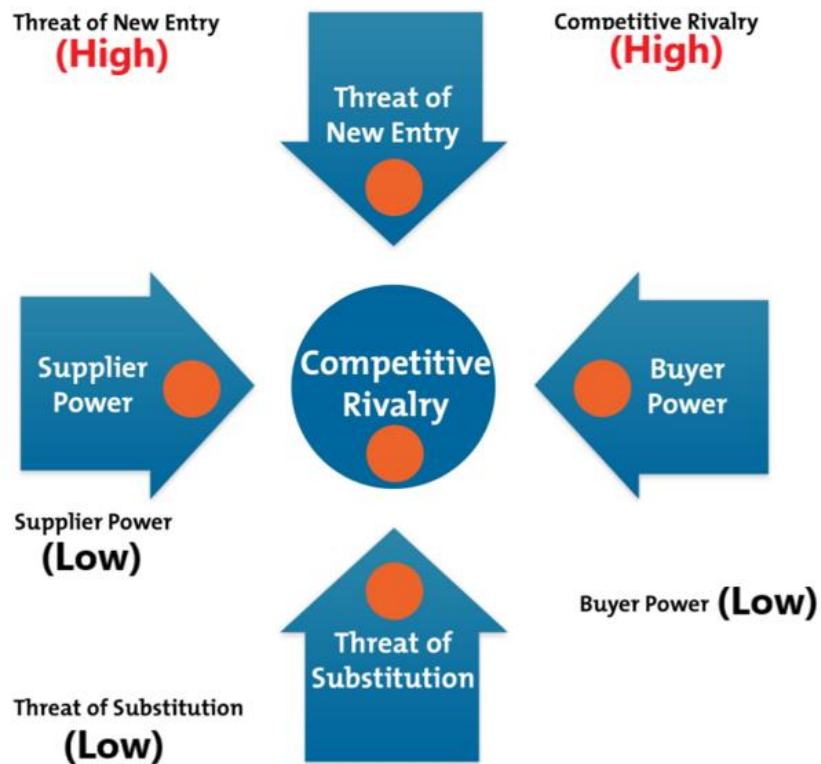 Threat of New Entry
(High)
Competitive Rivalry
(High)
Threat of
New Entry
Supplier
Power
Competitive
Rivalry
Buyer
Power
Supplier Power
(Low)
Threat of
Substitution
Buyer Power (Low)
Threat of Substitution
(Low)